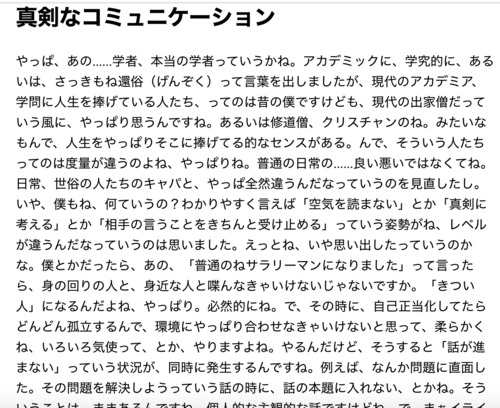 真剣なコミュニケーション
やっぱ、あの……学者、本当の学者っていうかね。アカデミックに、学究的に、ある
いは、さっきもね還俗（げんぞく）って言葉を出しましたが、現代のアカデミア、
学問に人生を捧げている人たち、ってのは昔の僕ですけども、現代の出家僧だって
いう風に、やっぱり思うんですね。あるいは修道僧、クリスチャンのね。みたいな
もんで、人生をやっぱりそこに捧げてる的なセンスがある。んで、そういう人たち
ってのは度量が違うのよね、やっぱりね。普通の日常の……良い悪いではなくてね。
日常、世俗の人たちのキャパと、やっぱ全然違うんだなっていうのを見直したし。
いや、僕もね、何ていうの？わかりやすく言えば「空気を読まない」とか「真剣に
考える」とか「相手の言うことをきちんと受け止める」っていう姿勢がね、レベル
が違うんだなっていうのは思いました。えっとね、いや思い出したっていうのか
な。僕とかだったら、あの、「普通のねサラリーマンになりました」って言った
ら、身の回りの人と、身近な人と喋んなきゃいけないじゃないですか。「きつい
人」になるんだよね、やっぱり。必然的にね。で、その時に、自己正当化してたら
どんどん孤立するんで、環境にやっぱり合わせなきゃいけないと思って、柔らかく
ね、いろいろ気使って、とか、やりますよね。やるんだけど、そうすると「話が進
まない」っていう状況が、同時に発生するんですね。例えば、なんか問題に直面し
た。その問題を解決しようっていう話の時に、話の本題に入れない、とかね。そう